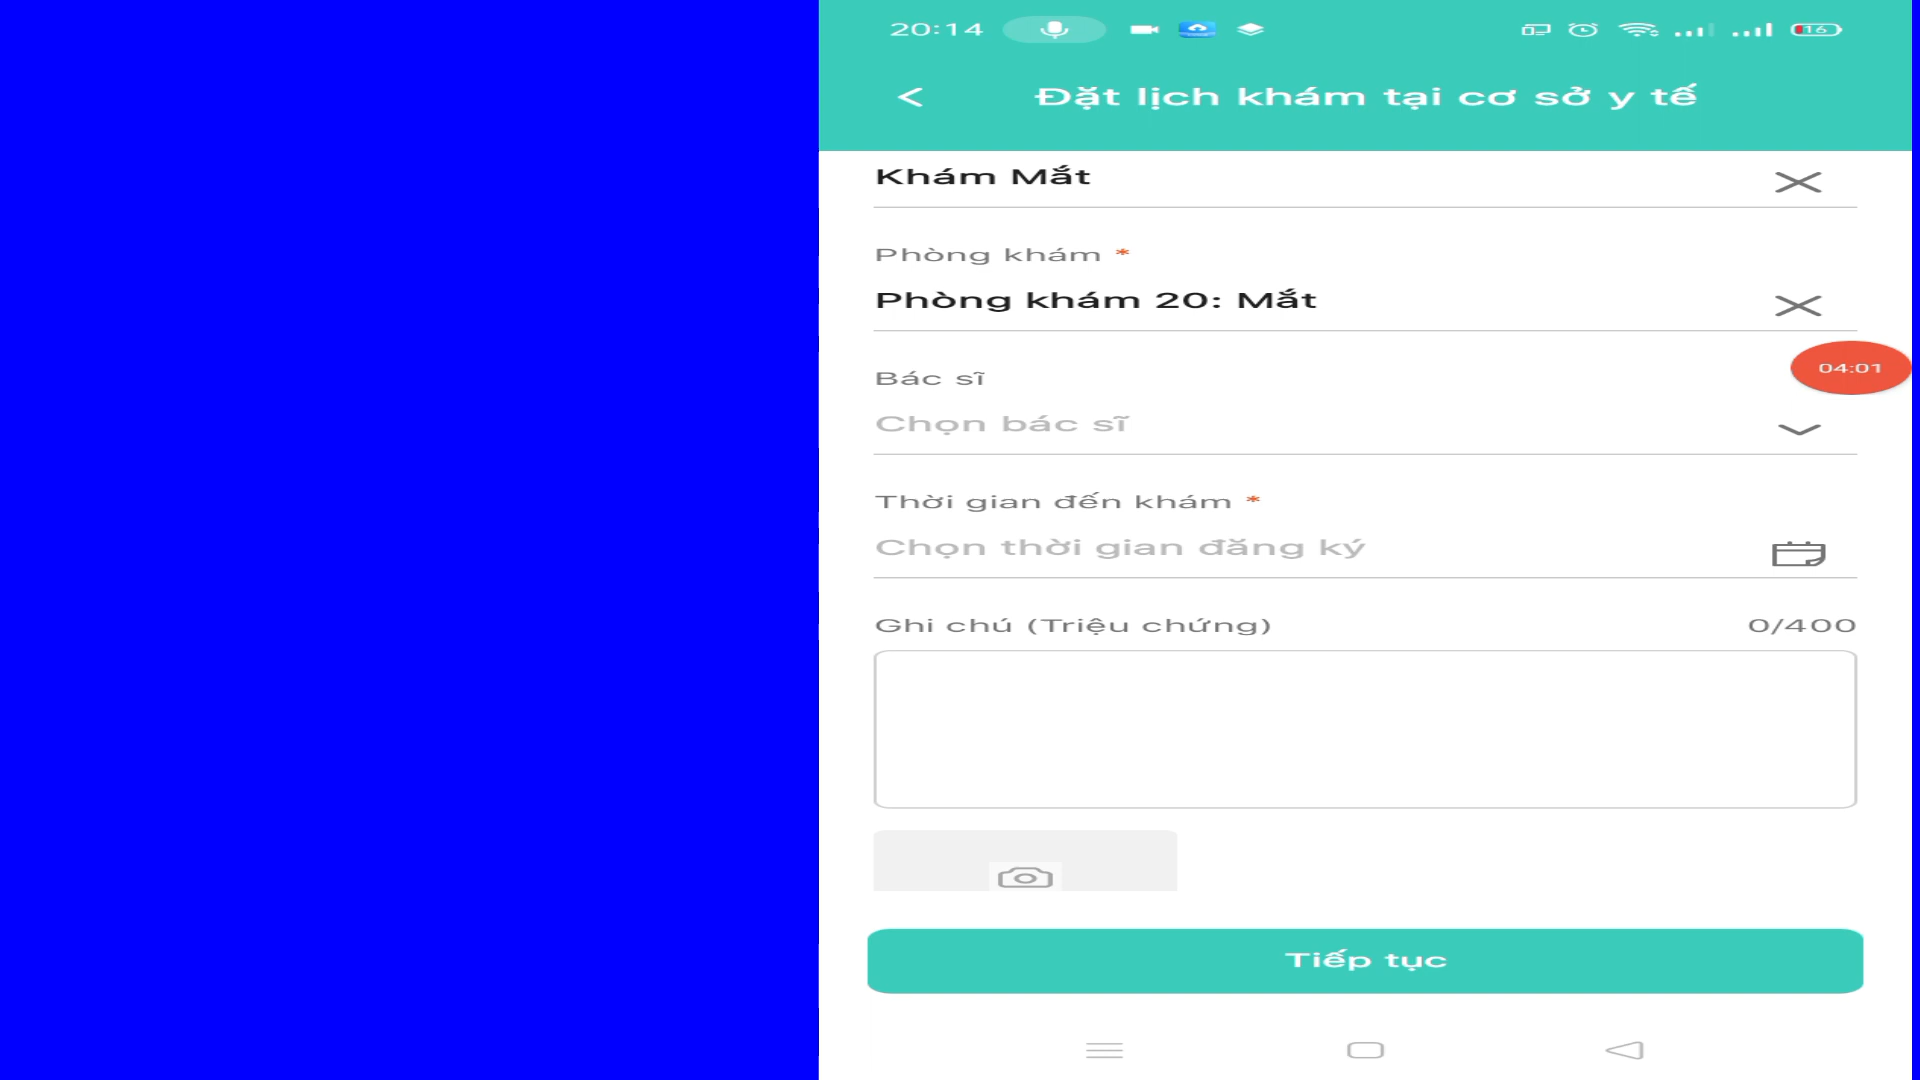 20:14
16
Đặt lịch khám tại cơ sở y tế
Khám Mắt
Phòng khám *
Phòng khám 20: Mắt
04:01
Bác sĩ
Chọn bác sĩ
Thời gian đến khám *
Chọn thời gian đăng ký
Ghi chú (Triệu chứng) 0/400
Tiếp tục